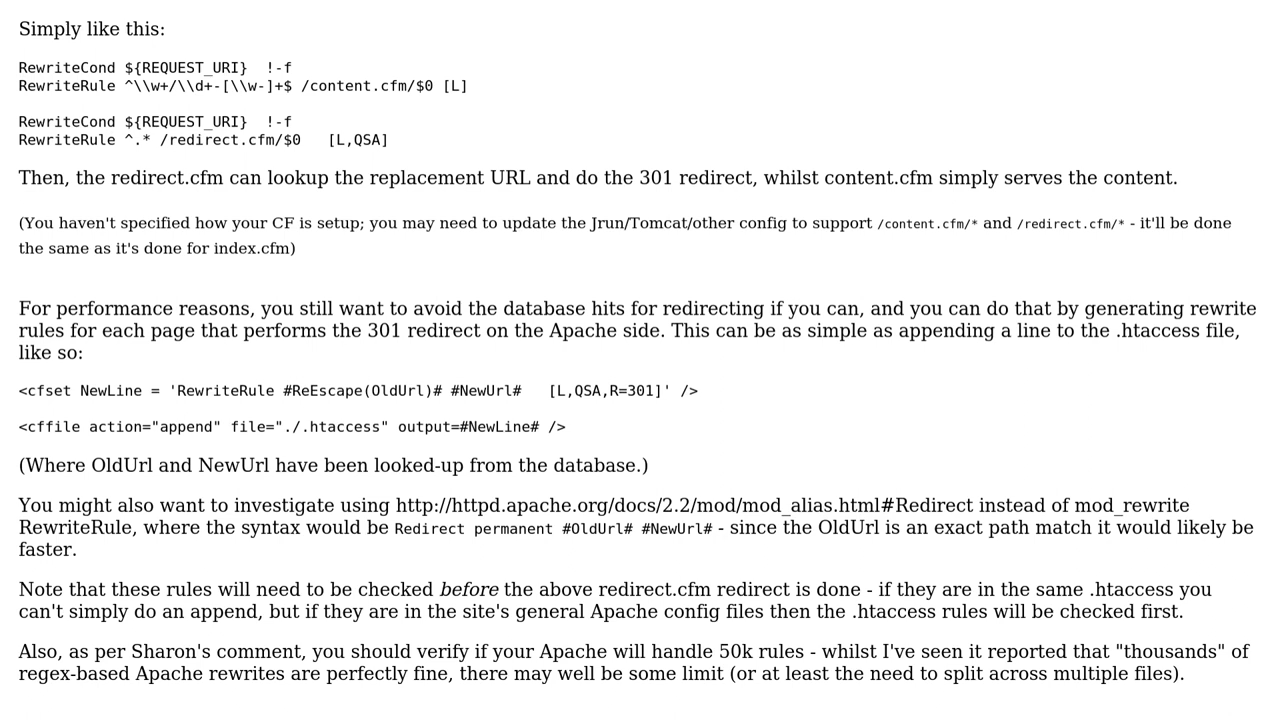 Simply like this:
RewriteCond ${REQUEST_URI}  !-f
RewriteRule ^\\w+/\\d+-[\\w-]+$ /content.cfm/$0 [L]
RewriteCond ${REQUEST_URI}  !-f
RewriteRule ^.* /redirect.cfm/$0   [L,QSA]
Then, the redirect.cfm can lookup the replacement URL and do the 301 redirect, whilst content.cfm simply serves the content.
(You haven't specified how your CF is setup; you may need to update the Jrun/Tomcat/other config to support /content.cfm/* and /redirect.cfm/* - it'll be done
the same as it's done for index.cfm)
For performance reasons, you still want to avoid the database hits for redirecting if you can, and you can do that by generating rewrite
rules for each page that performs the 301 redirect on the Apache side. This can be as simple as appending a line to the .htaccess file,
like so:
<cfset NewLine = 'RewriteRule #ReEscape(OldUrl)# #NewUrl#   [L,QSA,R=301]' />
<cffile action="append" file="./.htaccess" output=#NewLine# />
(Where OldUrl and NewUrl have been looked-up from the database.)
You might also want to investigate using http://httpd.apache.org/docs/2.2/mod/mod_alias.html#Redirect instead of mod_rewrite
RewriteRule, where the syntax would be Redirect permanent #OldUrl# #NewUrl# - since the OldUrl is an exact path match it would likely be
faster.
Note that these rules will need to be checked before the above redirect.cfm redirect is done - if they are in the same .htaccess you
can't simply do an append, but if they are in the site's general Apache config files then the .htaccess rules will be checked first.
Also, as per Sharon's comment, you should verify if your Apache will handle 50k rules - whilst I've seen it reported that "thousands" of
regex-based Apache rewrites are perfectly fine, there may well be some limit (or at least the need to split across multiple files).